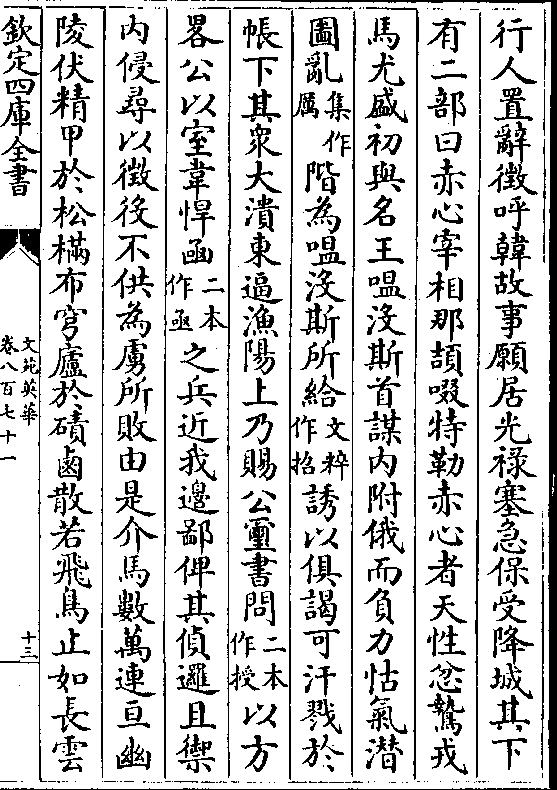 行人置辭徵呼韓故事願居光祿塞急保受降城其下
有二部曰赤心宰相那頡啜特勒赤心者天性忿鷙戎
馬尤盛初與名王嗢沒斯首謀內附俄而負力怙氣潛
圖亂集作厲階為嗢沒斯所紿文粹作招誘以俱謁可汗戮於
帳下其衆大潰東逼漁陽上乃賜公璽書問二本作授以方
畧公以室韋悍亟二本作函之兵近我邊鄙俾其偵邏且禦
內侵尋以徵役不供為虜所敗由是介馬數萬連亘幽
陵伏精甲於松樠布穹廬於磧鹵散若飛鳥止如長雲
欽定四庫全書
文苑英華
卷八百七十一
十三